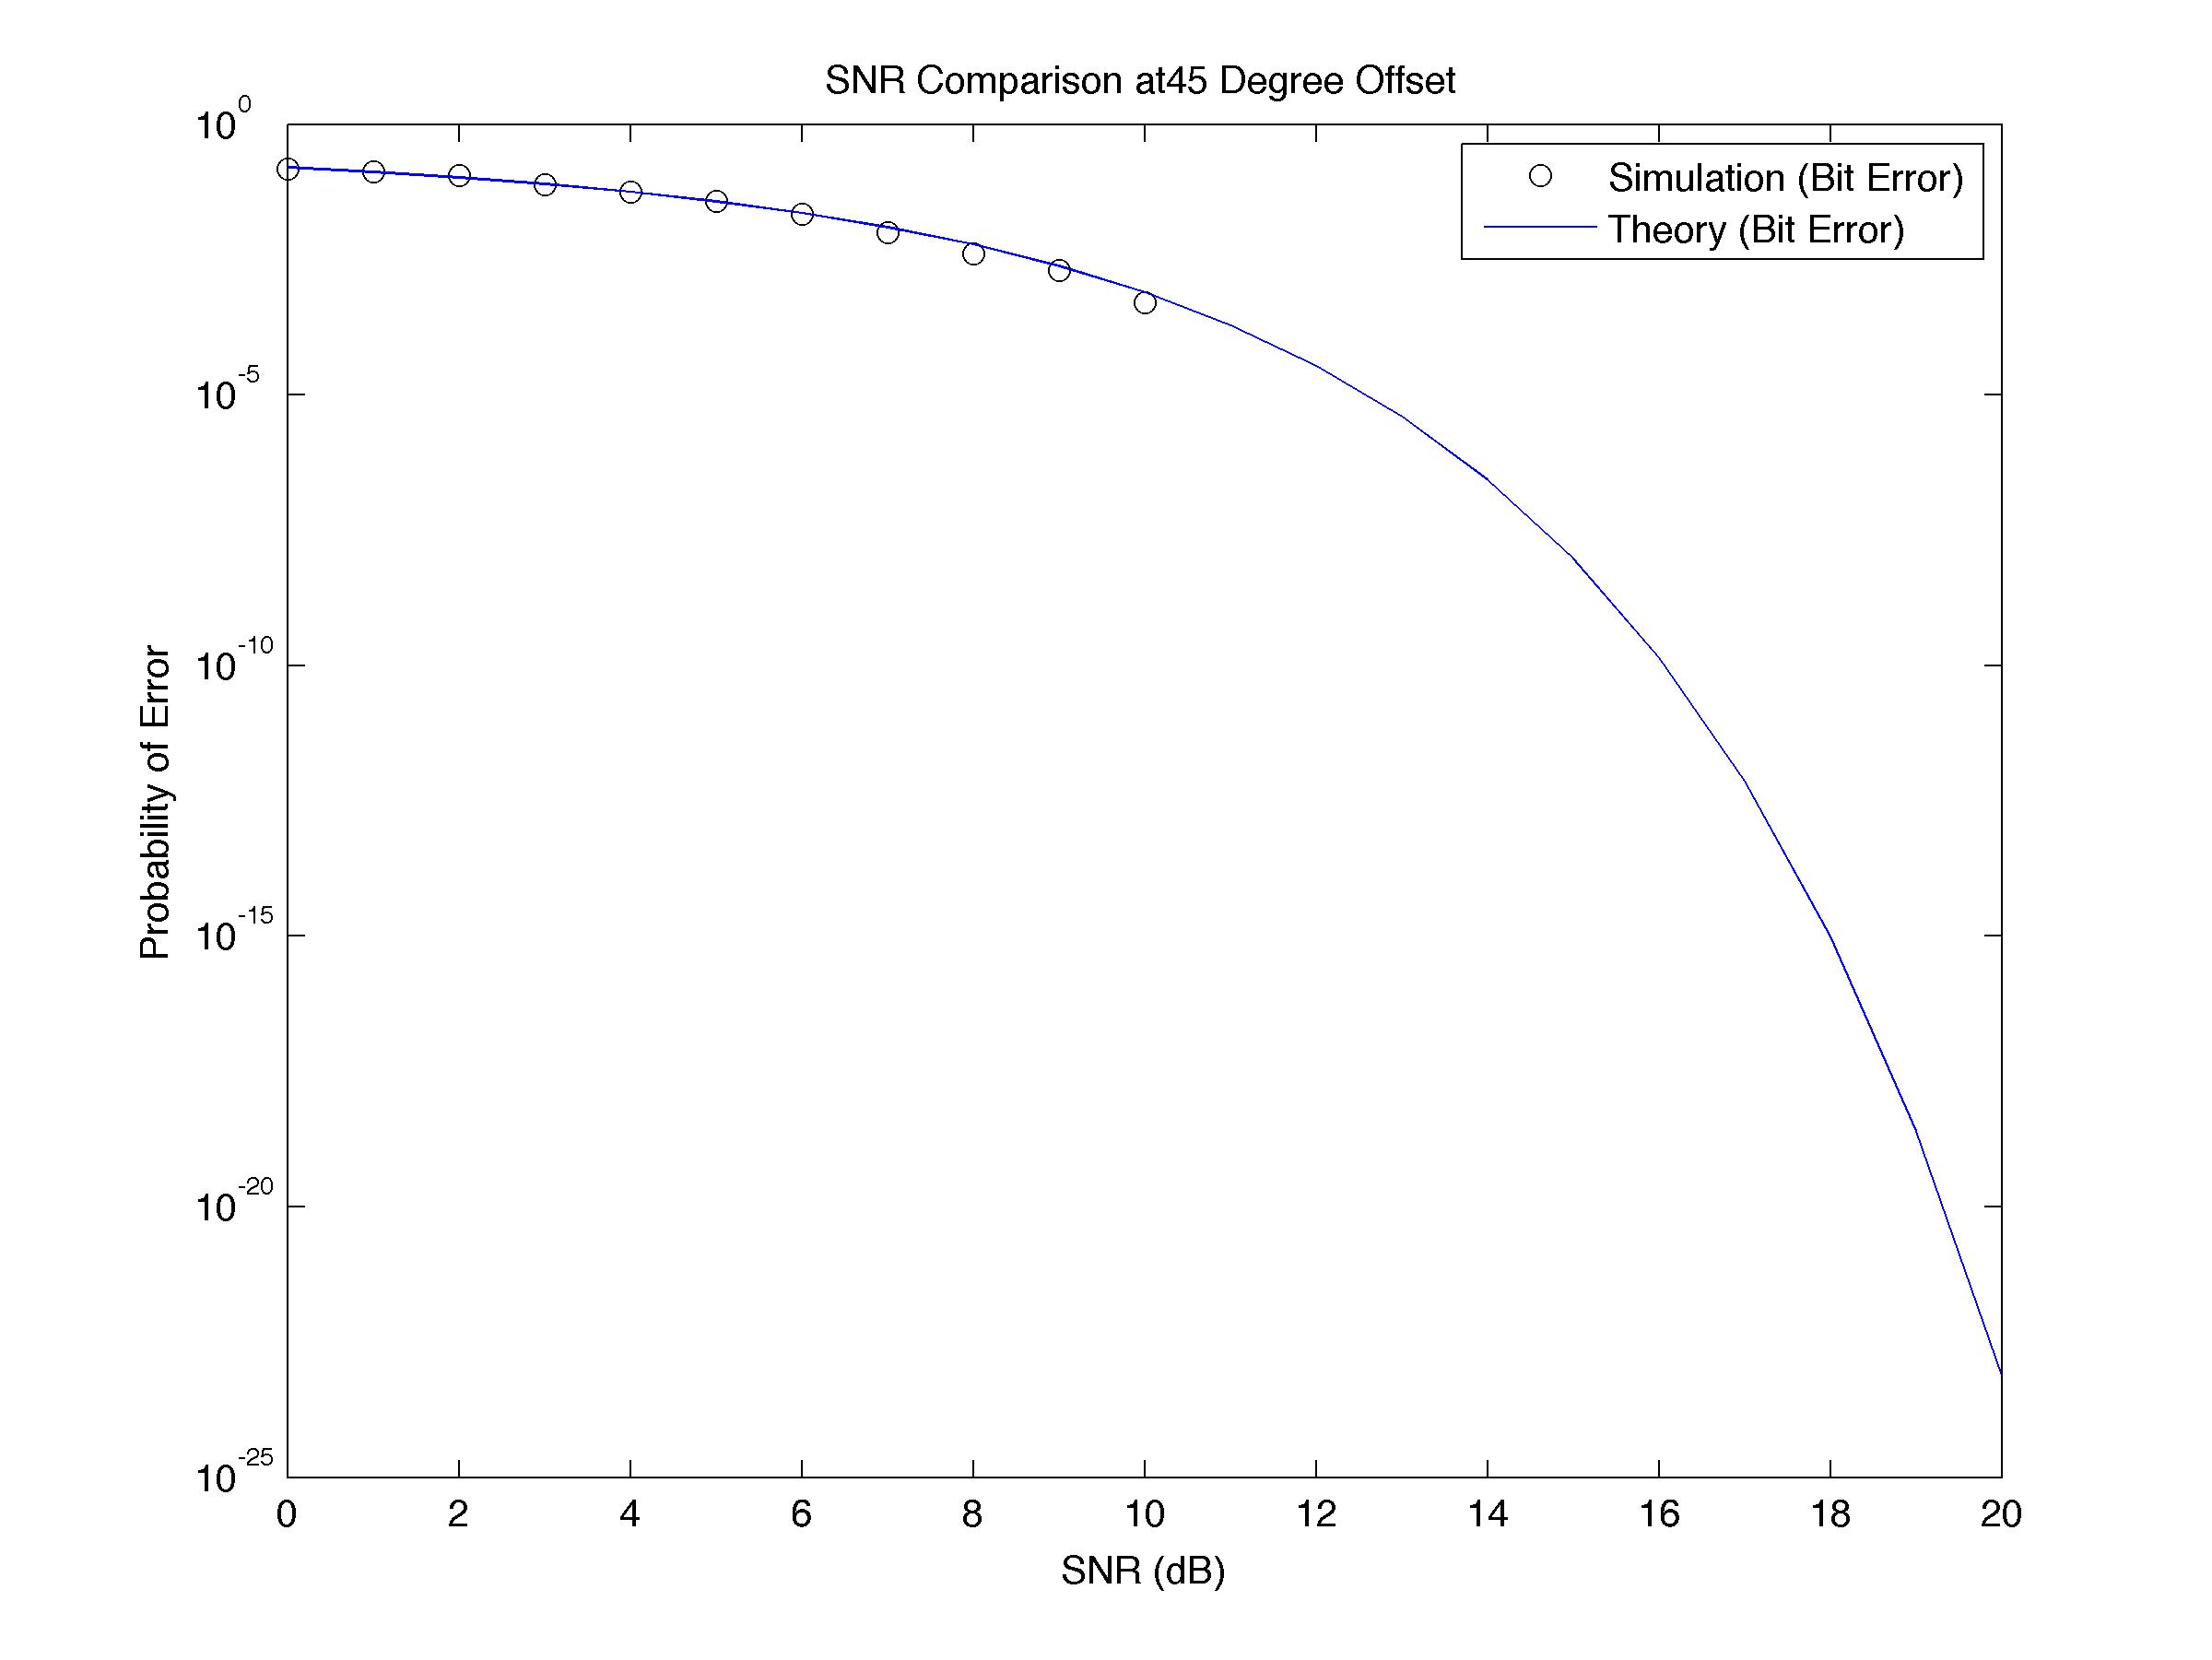 SNR Comparison at45 Degree Offset
10^0
Simulation (Bit Error)
Theory (Bit Error)
10^-5
10^-10
10^-15
10^-20
10^-25
Probability of Error
0 2 4 6 8 10 12 14 16 18 20
SNR (dB)